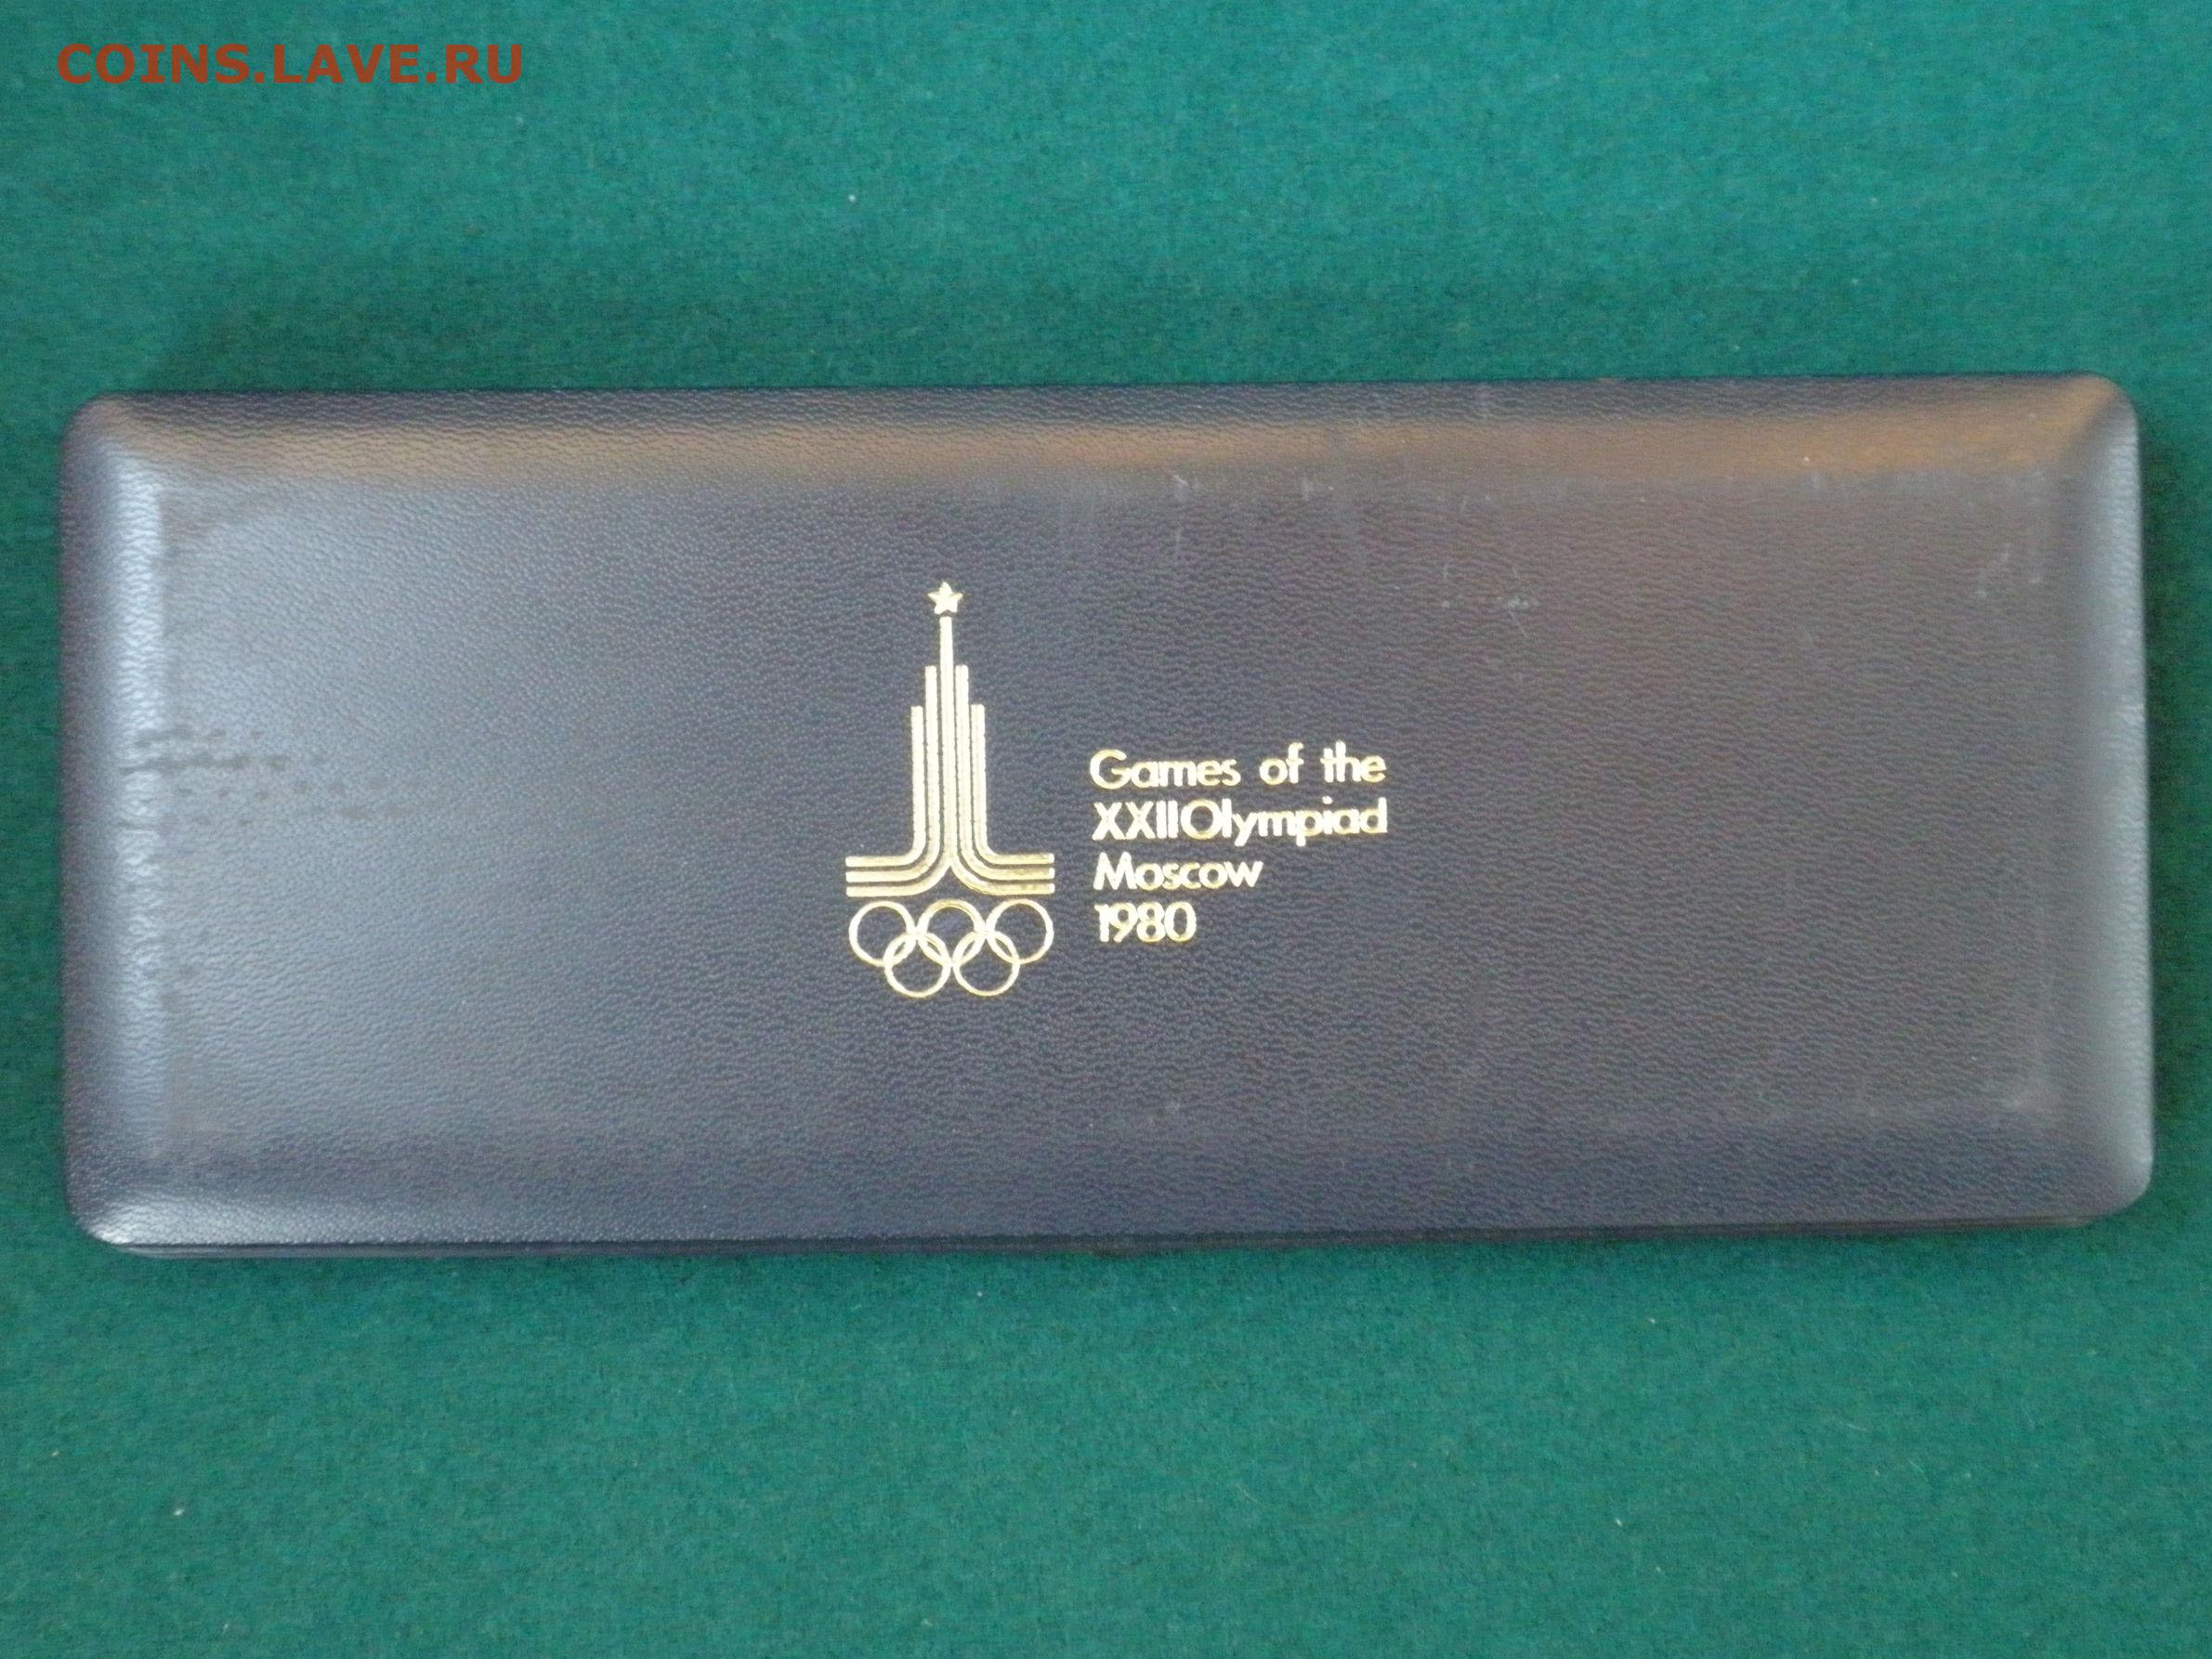 COINS.LAVE.RU
Games of the
XXII Olympiad
Moscow
1980